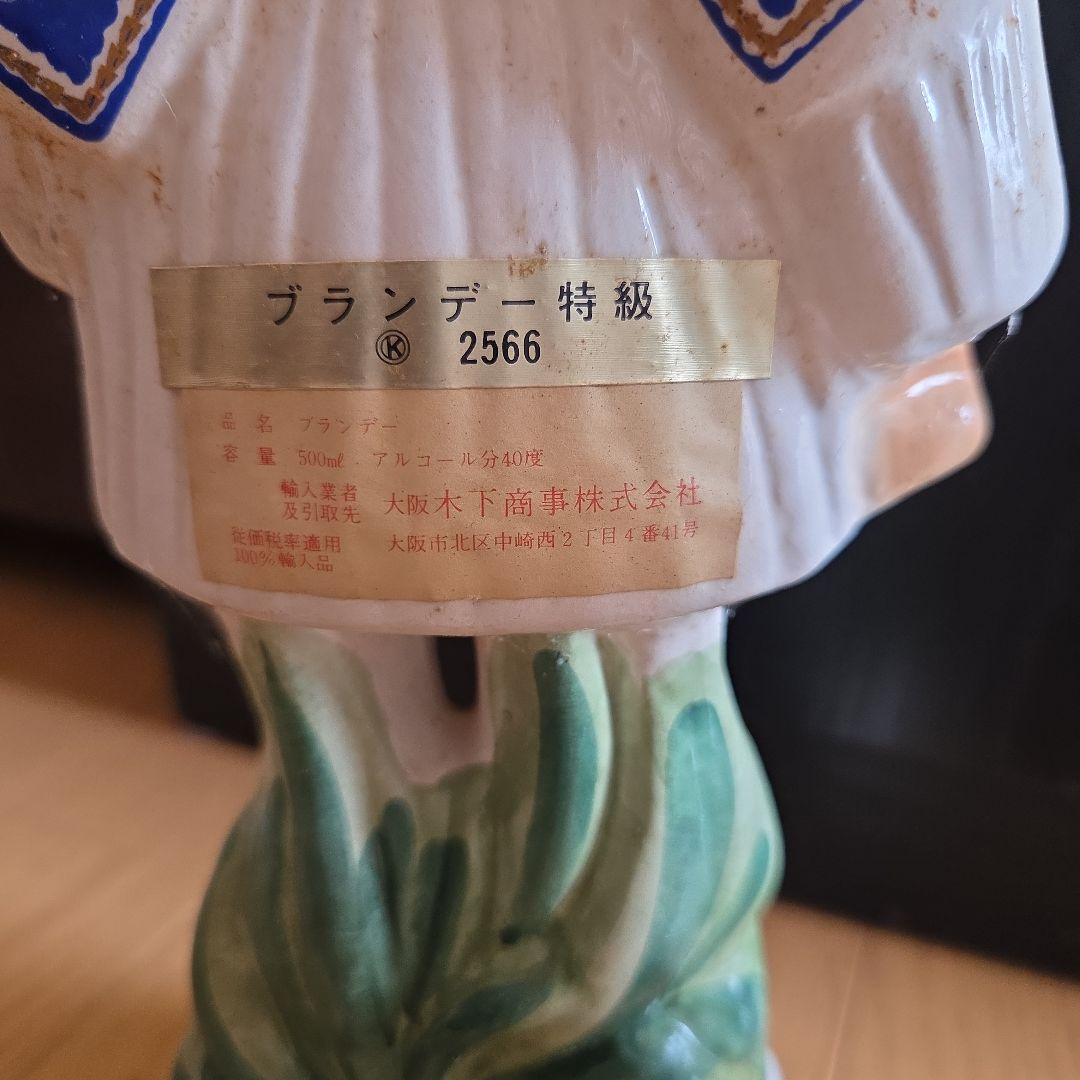 ブランデー特級
Ⓚ 2566
品名 ブランデー
容量 500㎖ アルコール分40度
輸入業者
及引取先 大阪木下商事株式会社
従価税率適用 大阪市北区中崎西2丁目4番41号
100%輸入品